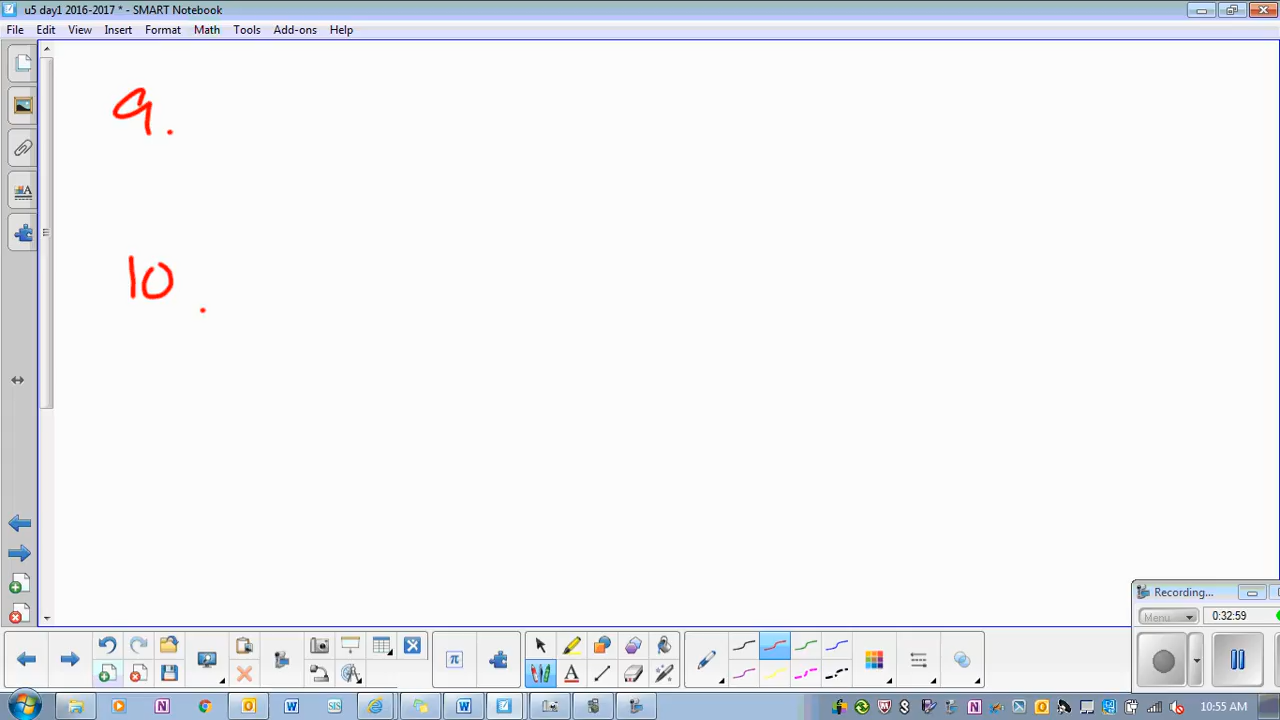 u5 day1 2016-2017 * - SMART Notebook
File Edit View Insert Format Math Tools Add-ons Help
9.
10.
Recording...
Menu
0:32:59
π
10:55 AM